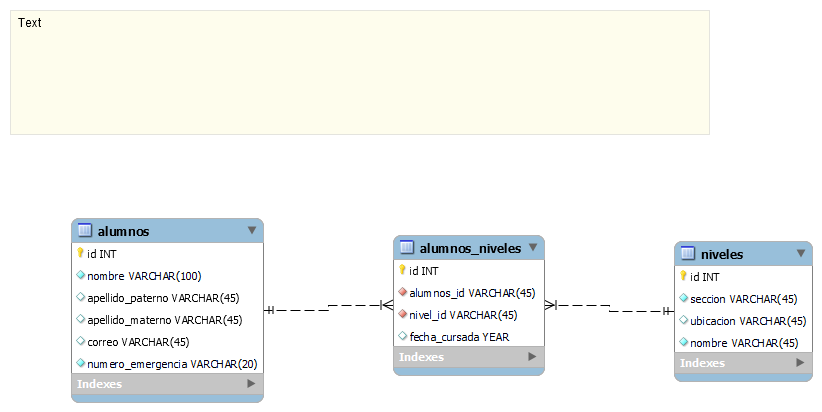 Text
alumnos
id INT
nombre VARCHAR(100)
apellido_paterno VARCHAR(45)
apellido_materno VARCHAR(45)
correo VARCHAR(45)
numero_emergencia VARCHAR(20)
Indexes
alumnos_niveles
id INT
alumnos_id VARCHAR(45)
nivel_id VARCHAR(45)
fecha_cursada YEAR
Indexes
niveles
id INT
seccion VARCHAR(45)
ubicacion VARCHAR(45)
nombre VARCHAR(45)
Indexes